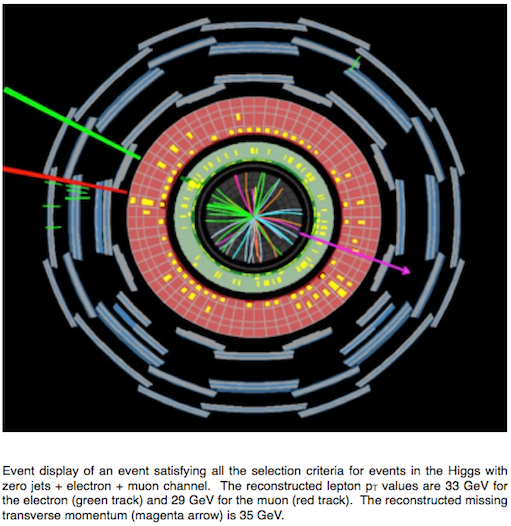 Event display of an event satisfying all the selection criteria for events in the Higgs with
zero jets + electron + muon channel. The reconstructed lepton pT values are 33 GeV for
the electron (green track) and 29 GeV for the muon (red track). The reconstructed missing
transverse momentum (magenta arrow) is 35 GeV.